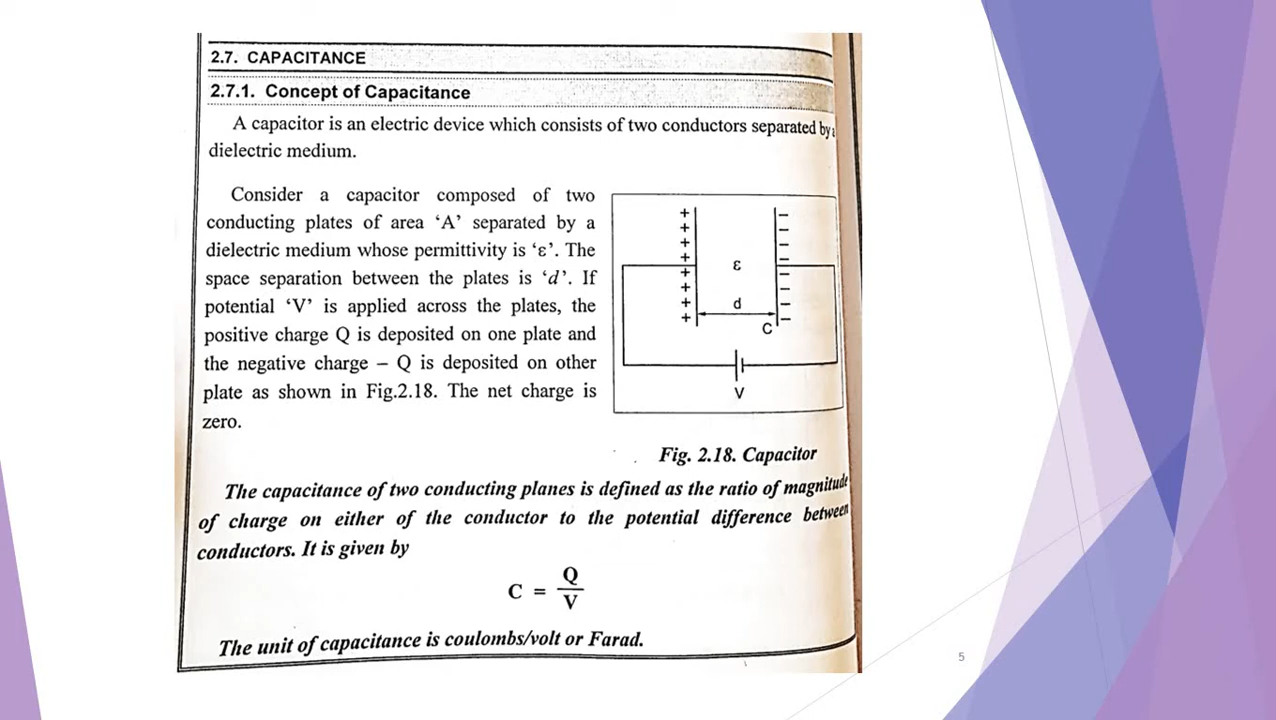 2.7. CAPACITANCE
2.7.1. Concept of Capacitance
A capacitor is an electric device which consists of two conductors separated by a
dielectric medium.
Consider a capacitor composed of two
conducting plates of area ‘A’ separated by a
dielectric medium whose permittivity is ‘ε’. The
space separation between the plates is ‘d’. If
potential ‘V’ is applied across the plates, the
positive charge Q is deposited on one plate and
the negative charge – Q is deposited on other
plate as shown in Fig.2.18. The net charge is
zero.
ε
d
C
V
Fig. 2.18. Capacitor
The capacitance of two conducting planes is defined as the ratio of magnitude
of charge on either of the conductor to the potential difference between
conductors. It is given by
C = Q/V
The unit of capacitance is coulombs/volt or Farad.
5